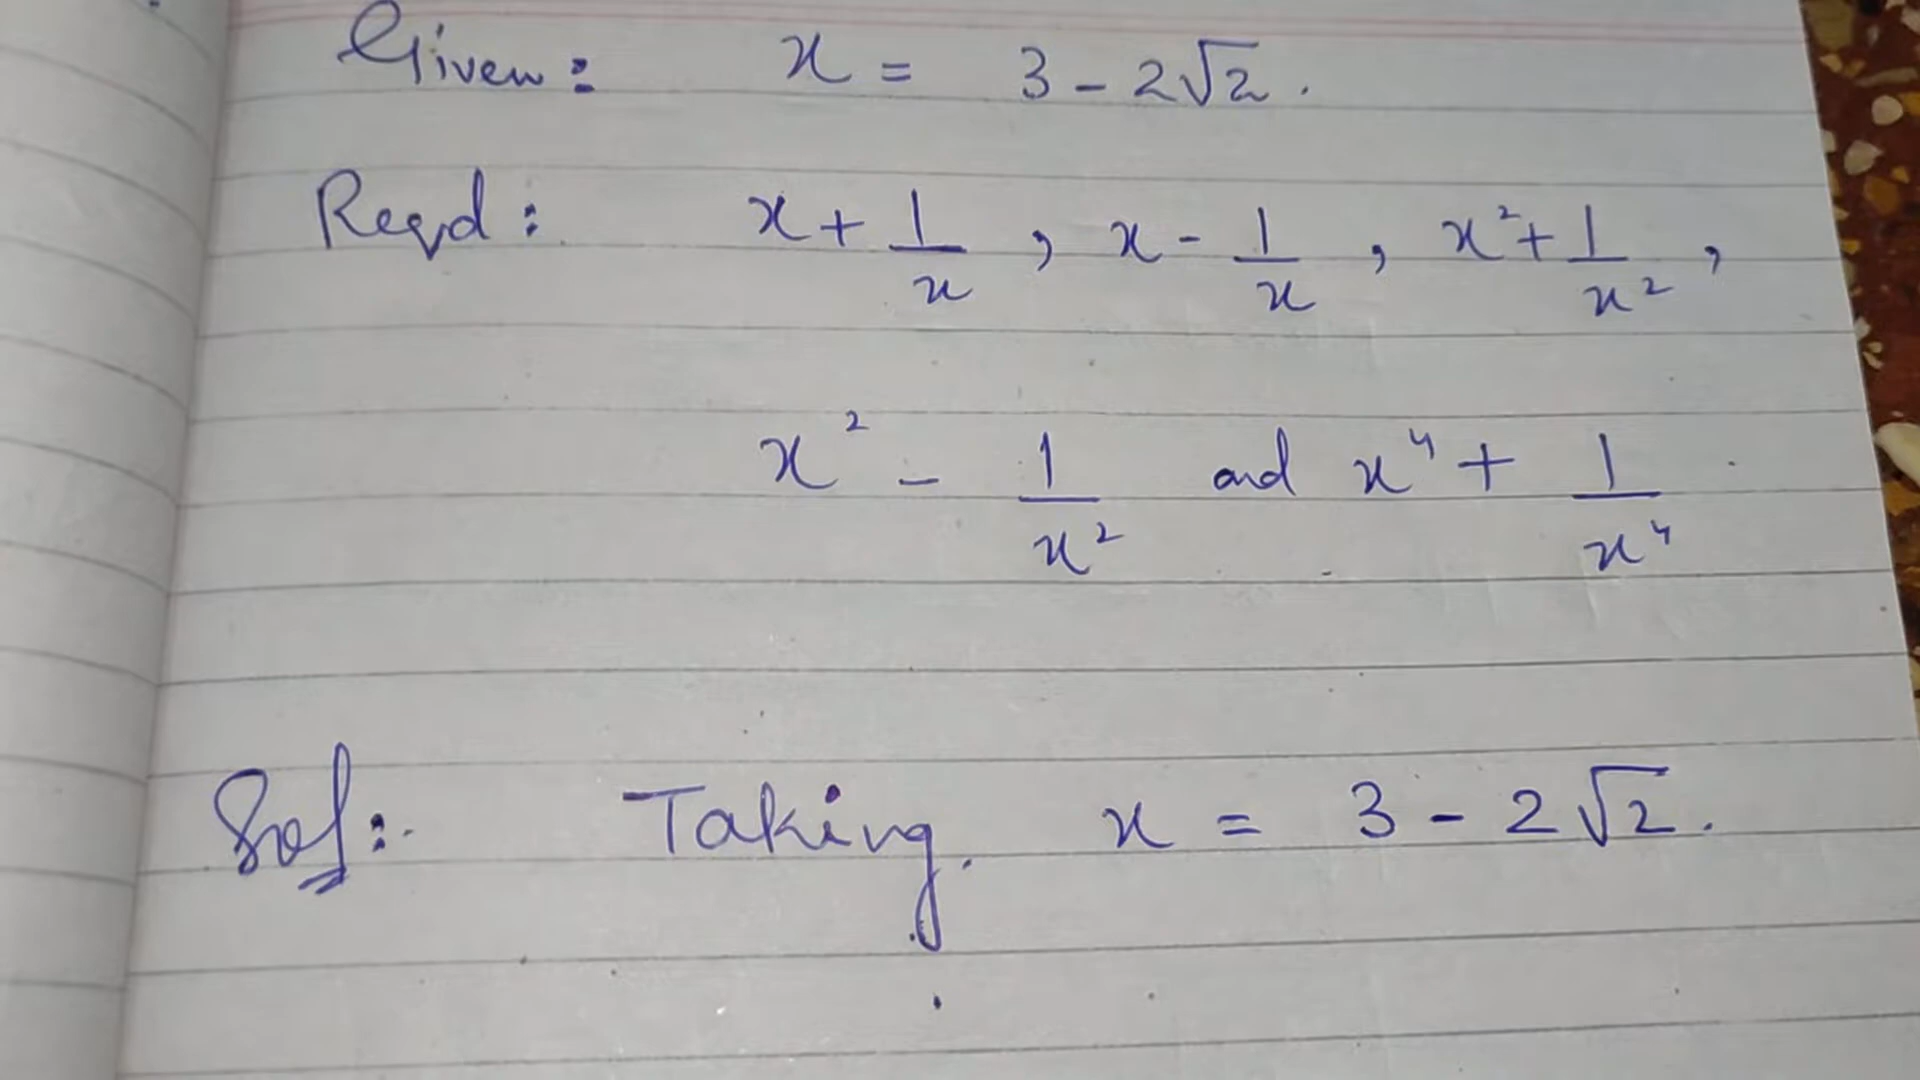 Given: x = 3 - 2√2.
Reqd: x + 1/x , x - 1/x , x² + 1/x² ,
x² - 1/x² and x⁴ + 1/x⁴
Sol: Taking. x = 3 - 2√2.